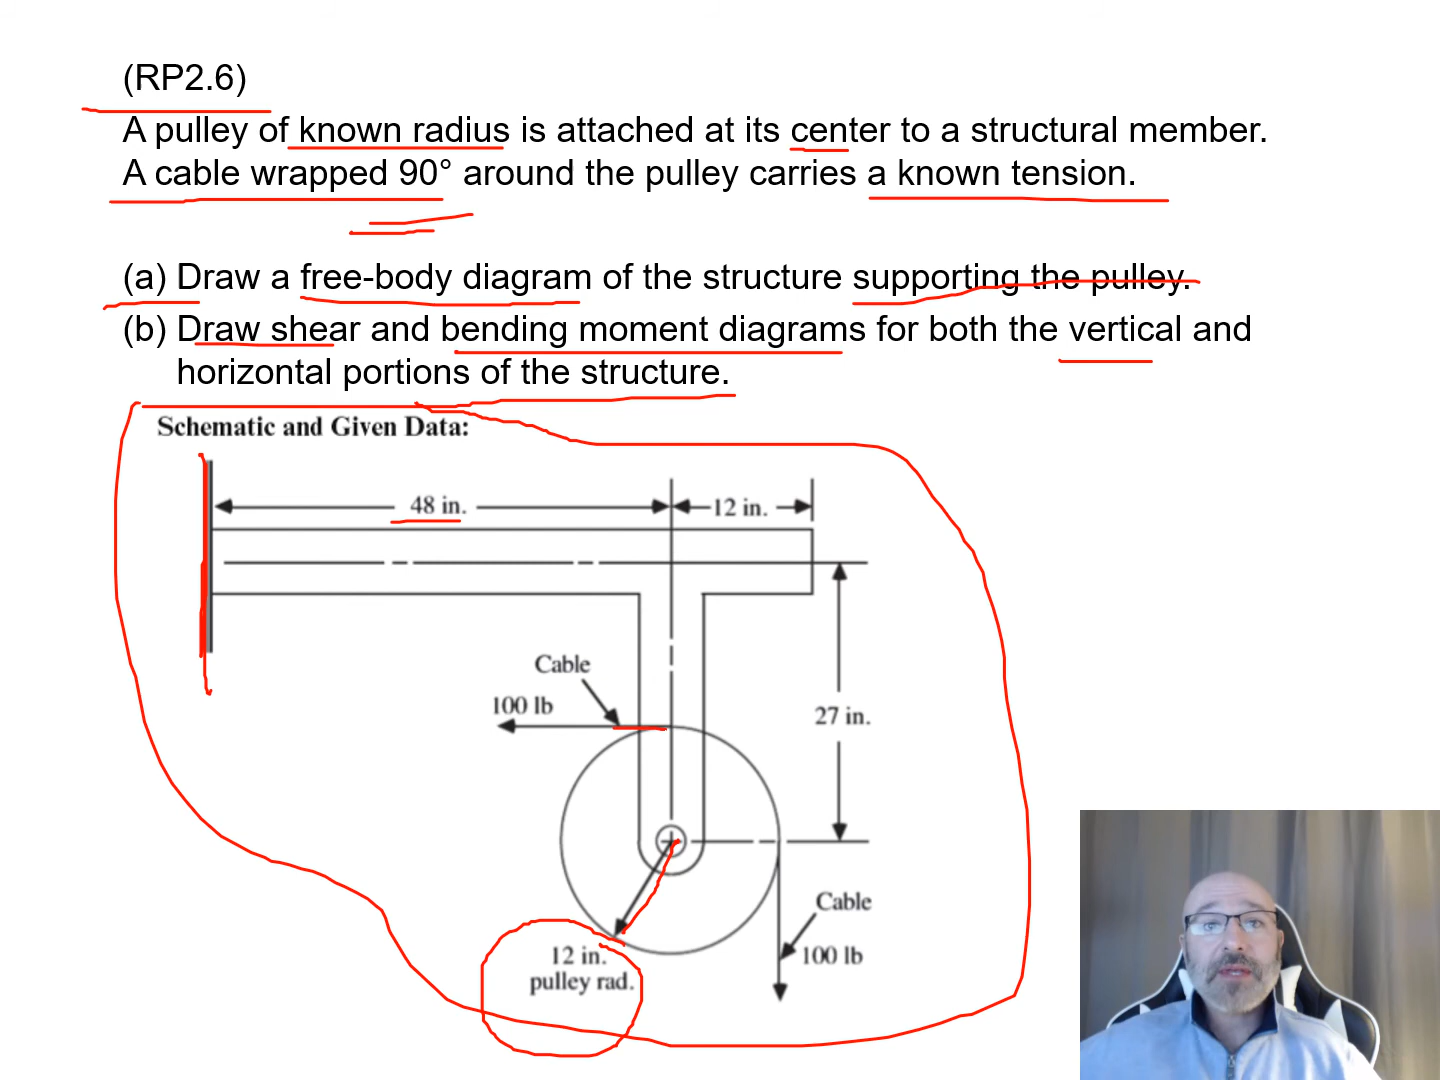 (RP2.6)
A pulley of known radius is attached at its center to a structural member.
A cable wrapped 90° around the pulley carries a known tension.
(a) Draw a free-body diagram of the structure supporting the pulley.
(b) Draw shear and bending moment diagrams for both the vertical and
horizontal portions of the structure.
Schematic and Given Data:
48 in.
12 in.
Cable
100 lb
27 in.
Cable
100 lb
12 in.
pulley rad.